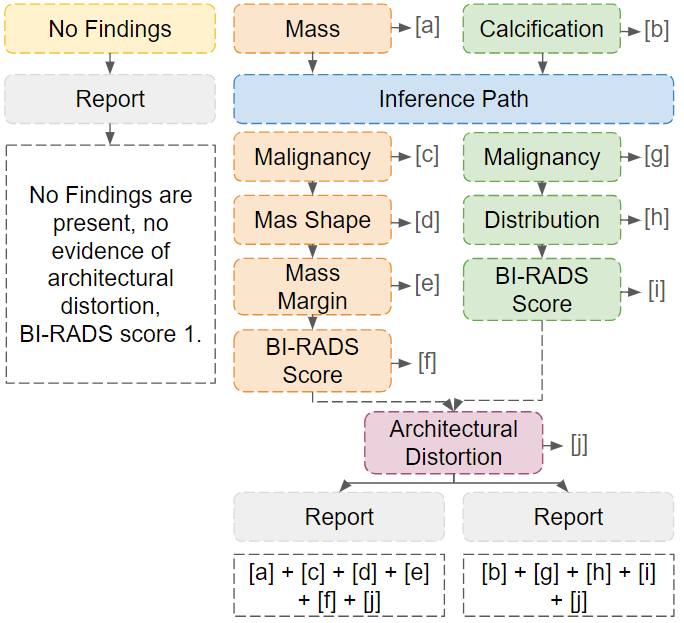 No Findings
Mass
[a]
Calcification
[b]
Report
Inference Path
No Findings are
present, no
evidence of
architectural
distortion,
BI-RADS score 1.
Malignancy
[c]
Mas Shape
[d]
Mass
Margin
[e]
BI-RADS
Score
[f]
Malignancy
[g]
Distribution
[h]
BI-RADS
Score
[i]
Architectural
Distortion
[j]
Report
[a] + [c] + [d] + [e]
+ [f] + [j]
Report
[b] + [g] + [h] + [i]
+ [j]